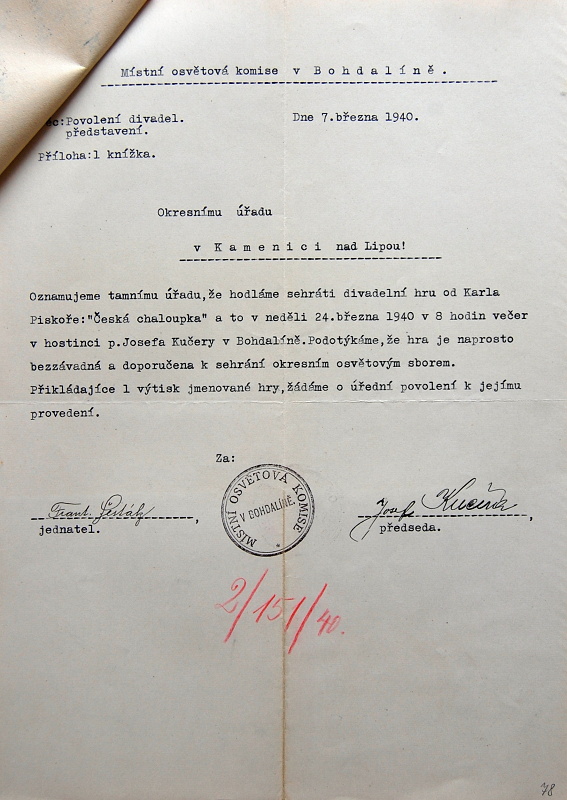 Místní osvětová komise v B o h d a l í n ě .
Věc:Povolení divadel.
představení.
Dne 7.března 1940.
Příloha:1 knížka.
Okresnímu úřadu
v K a m e n i c i nad Lipou!
Oznamujeme tamnímu úřadu,že hodláme sehráti divadelní hru od Karla
Piskoře:"Česká chaloupka" a to v neděli 24.března 1940 v 8 hodin večer
v hostinci p.Josefa Kučery v Bohdalíně.Podotýkáme,že hra je naprosto
bezzávadná a doporučena k sehrání okresním osvětovým sborem.
Přikládajíce 1 výtisk jmenované hry,žádáme o úřední povolení k jejímu
provedení.
Za:
MÍSTNÍ OSVĚTOVÁ KOMISE
V BOHDALÍNĚ
Frant.
jednatel.
Josef Kučera
předseda.
2/151/40.
78